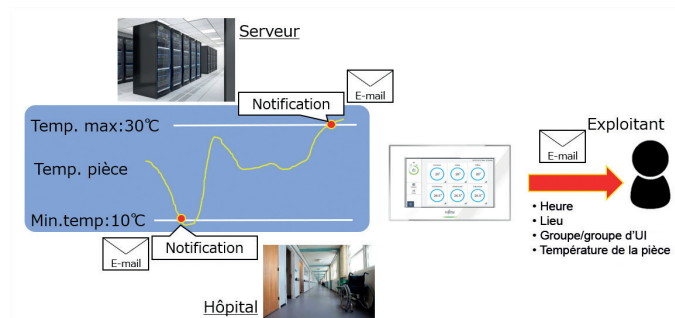 Serveur
E-mail
Notification
Temp. max:30℃
Temp. pièce
Min.temp:10℃
Notification
E-mail
Hôpital
E-mail
Exploitant
• Heure
• Lieu
• Groupe/groupe d'UI
• Température de la pièce